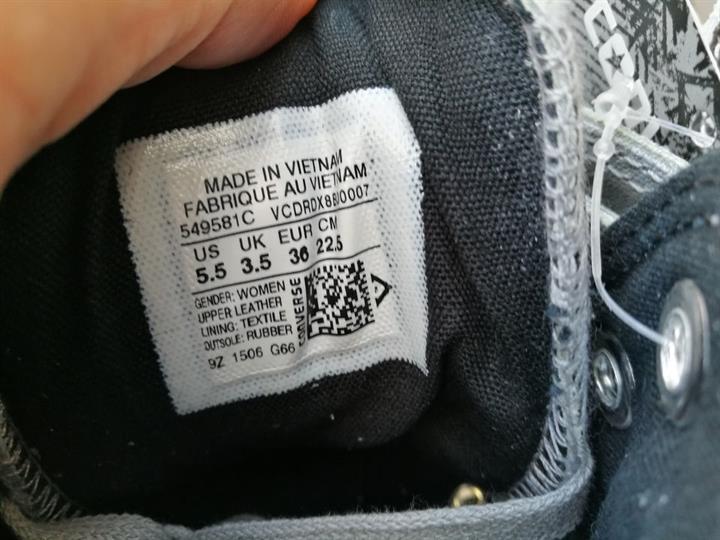 MADE IN VIETNAM
FABRIQUE AU VIETNAM
549581C
US UK EUR CM
5.5 3.5 36 22.5
GENDER: WOMEN
UPPER LEATHER
LINING: TEXTILE
OUTSOLE: RUBBER
CONVERSE
9Z 1506 G66